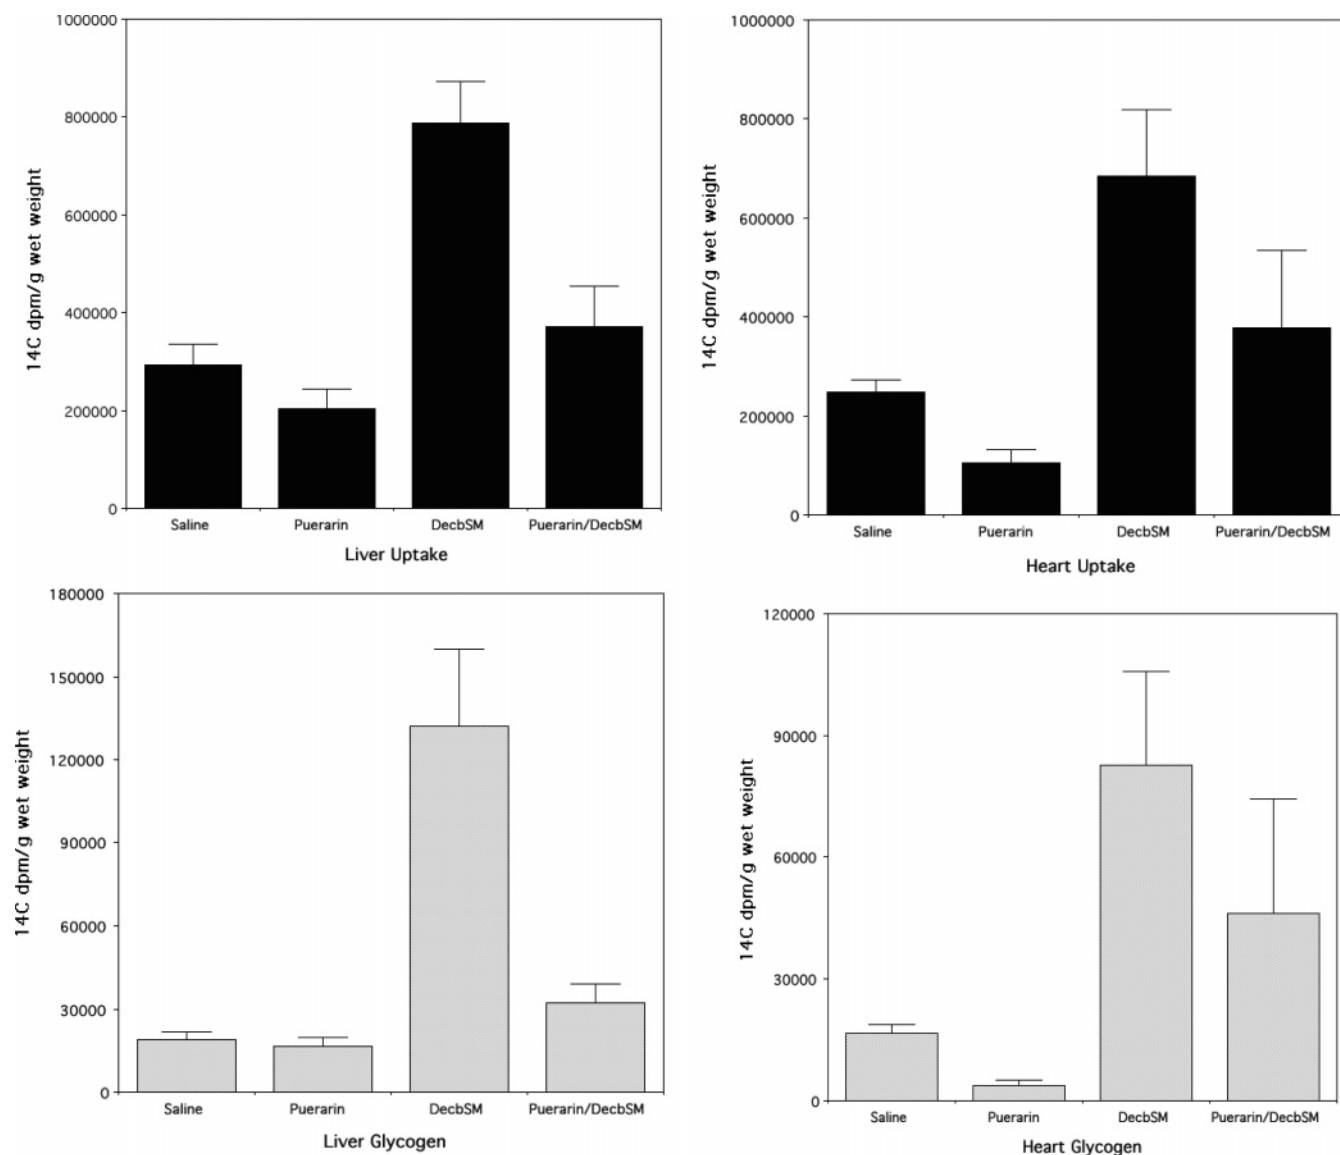 1000000
800000
600000
400000
200000
0
14C dpm/g wet weight
Saline Puerarin DecbSM Puerarin/DecbSM
Liver Uptake
1000000
800000
600000
400000
200000
0
14C dpm/g wet weight
Saline Puerarin DecbSM Puerarin/DecbSM
Heart Uptake
180000
150000
120000
90000
60000
30000
0
14C dpm/g wet weight
Saline Puerarin DecbSM Puerarin/DecbSM
Liver Glycogen
120000
90000
60000
30000
0
14C dpm/g wet weight
Saline Puerarin DecbSM Puerarin/DecbSM
Heart Glycogen